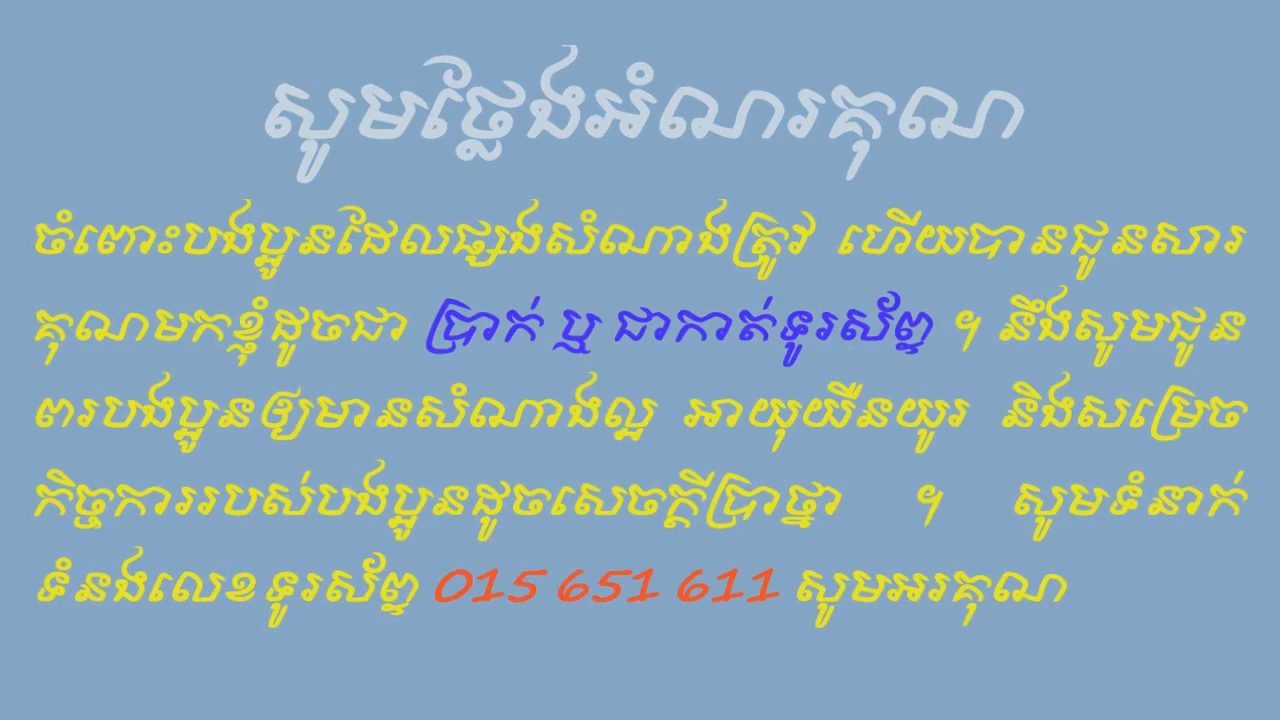 សូមថ្លែងអំណរគុណ
ចំពោះបងប្អូនដែលផ្សងសំណាងត្រូវ ហើយបានជូនសារ
គុណមកខ្ញុំដូចជា ប្រាក់ ឬ ជាកាត់ទូរស័ព្ទ ។ នឹងសូមជូន
ពរបងប្អូនឲ្យមានសំណាងល្អ អាយុយឺនយូរ និងសម្រេច
កិច្ចការរបស់បងប្អូនដូចសេចក្ដីប្រាថ្នា ។ សូមទំនាក់
ទំនងលេខទូរស័ព្ទ 015 651 611 សូមអរគុណ